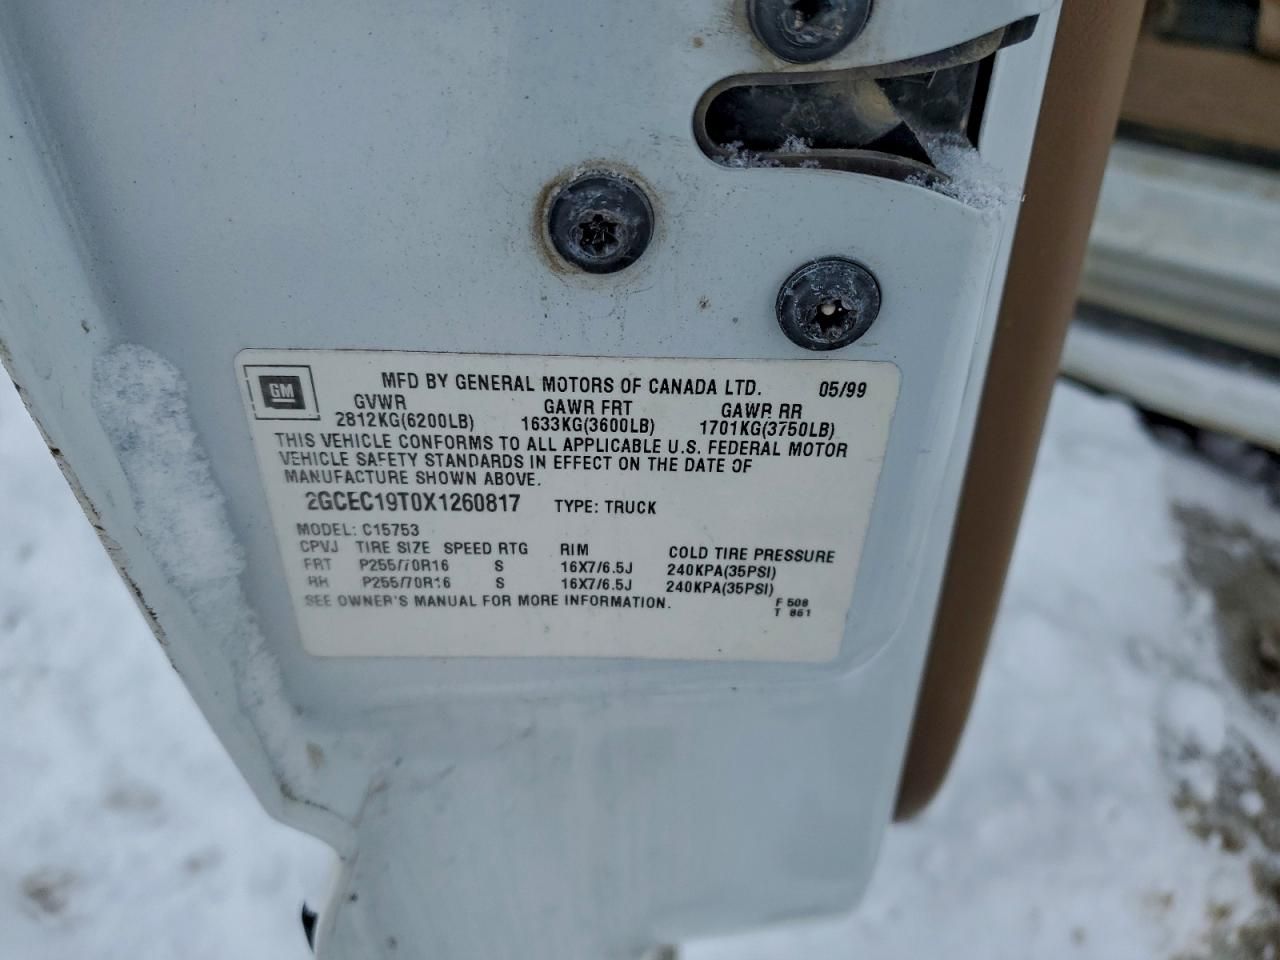 GM
MFD BY GENERAL MOTORS OF CANADA LTD. 05/99
GVWR GAWR FRT GAWR RR
2812KG(6200LB) 1633KG(3600LB) 1701KG(3750LB)
THIS VEHICLE CONFORMS TO ALL APPLICABLE U.S. FEDERAL MOTOR
VEHICLE SAFETY STANDARDS IN EFFECT ON THE DATE OF
MANUFACTURE SHOWN ABOVE.
2GCEC19T0X1260817 TYPE: TRUCK
MODEL: C15753
CPVJ TIRE SIZE SPEED RTG RIM COLD TIRE PRESSURE
FRT P255/70R16 S 16X7/6.5J 240KPA(35PSI)
RR P255/70R16 S 16X7/6.5J 240KPA(35PSI)
SEE OWNER'S MANUAL FOR MORE INFORMATION. F 508
T 861